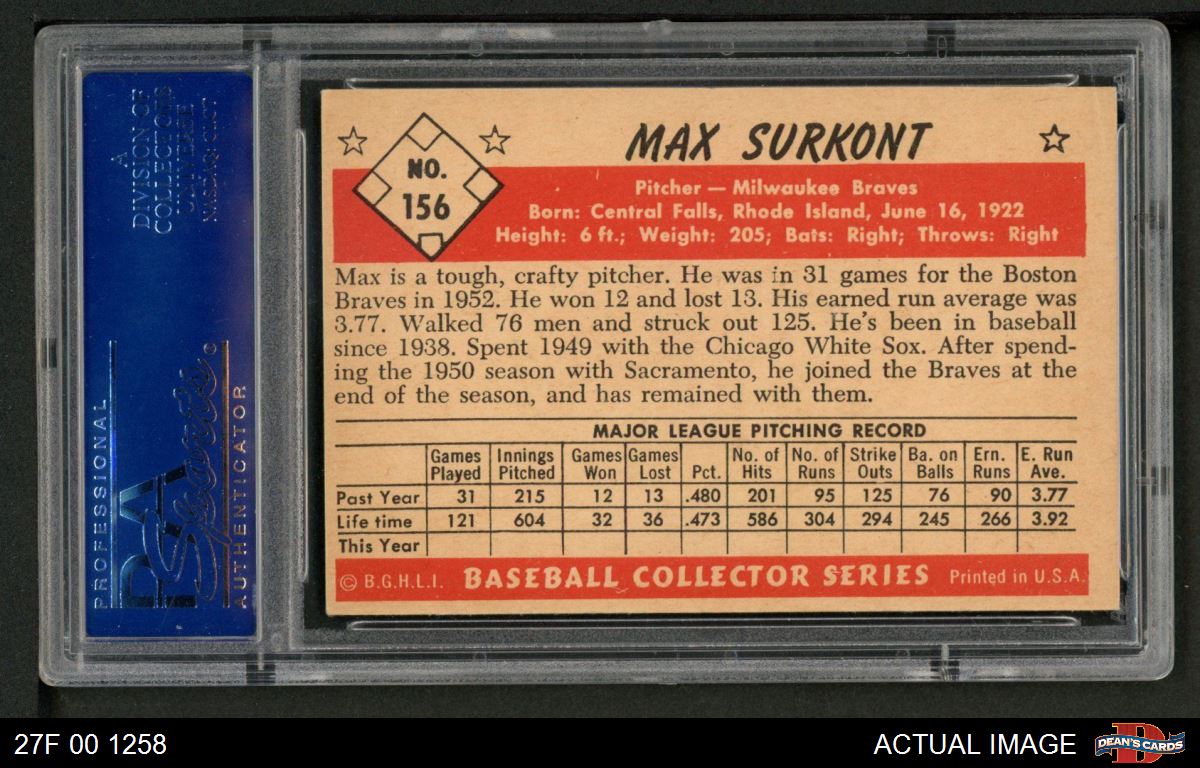 A
DIVISION OF
COLLECTORS
UNIVERSE
NASDAQ: CLCT
PROFESSIONAL
PSA
Sports
®
AUTHENTICATOR
NO.
156
MAX SURKONT
Pitcher — Milwaukee Braves
Born: Central Falls, Rhode Island, June 16, 1922
Height: 6 ft.; Weight: 205; Bats: Right; Throws: Right
Max is a tough, crafty pitcher. He was in 31 games for the Boston
Braves in 1952. He won 12 and lost 13. His earned run average was
3.77. Walked 76 men and struck out 125. He's been in baseball
since 1938. Spent 1949 with the Chicago White Sox. After spend-
ing the 1950 season with Sacramento, he joined the Braves at the
end of the season, and has remained with them.
MAJOR LEAGUE PITCHING RECORD
Games Played Innings Pitched Games Won Games Lost Pct. No. of Hits No. of Runs Strike Outs Ba. on Balls Ern. Runs E. Run Ave.
Past Year 31 215 12 13 .480 201 95 125 76 90 3.77
Life time 121 604 32 36 .473 586 304 294 245 266 3.92
This Year
© B.G.H.L.I. BASEBALL COLLECTOR SERIES Printed in U.S.A.
27F 00 1258
ACTUAL IMAGE
D
DEAN'S CARDS